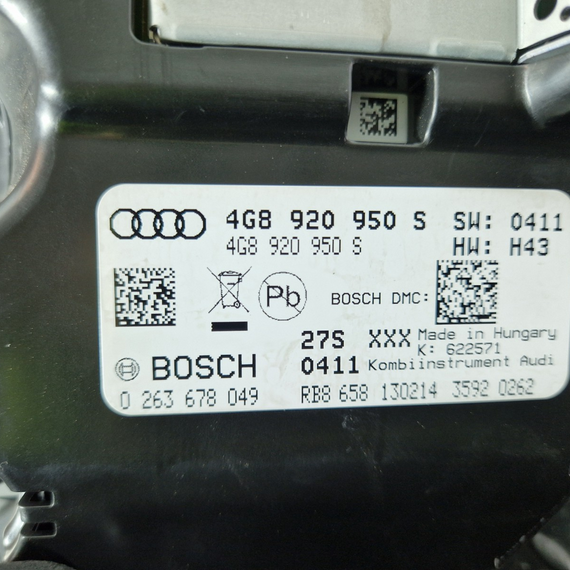 4G8 920 950 S SW: 0411
4G8 920 950 S HW: H43
Pb BOSCH DMC:
27S XXX Made in Hungary
K: 622571
BOSCH 0411 Kombiinstrument Audi
0 263 678 049 RB8 658 130214 3592 0262